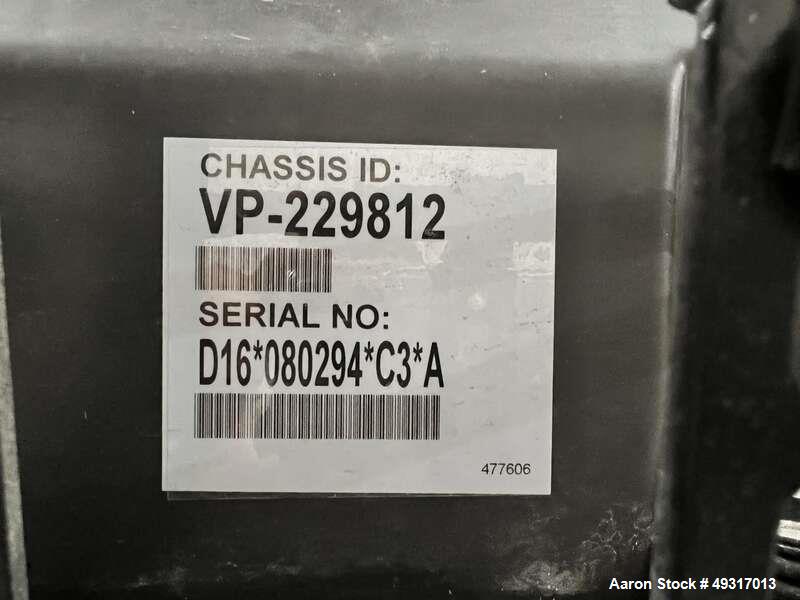 CHASSIS ID:
VP-229812
SERIAL NO:
D16*080294*C3*A
477606
Aaron Stock # 49317013